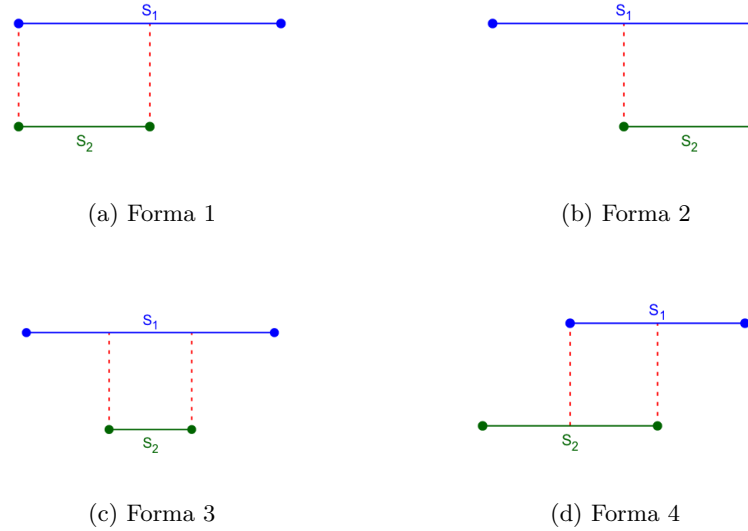 S₁
S₁
S₂
S₂
(a) Forma 1
(b) Forma 2
S₁
S₁
S₂
S₂
(c) Forma 3
(d) Forma 4